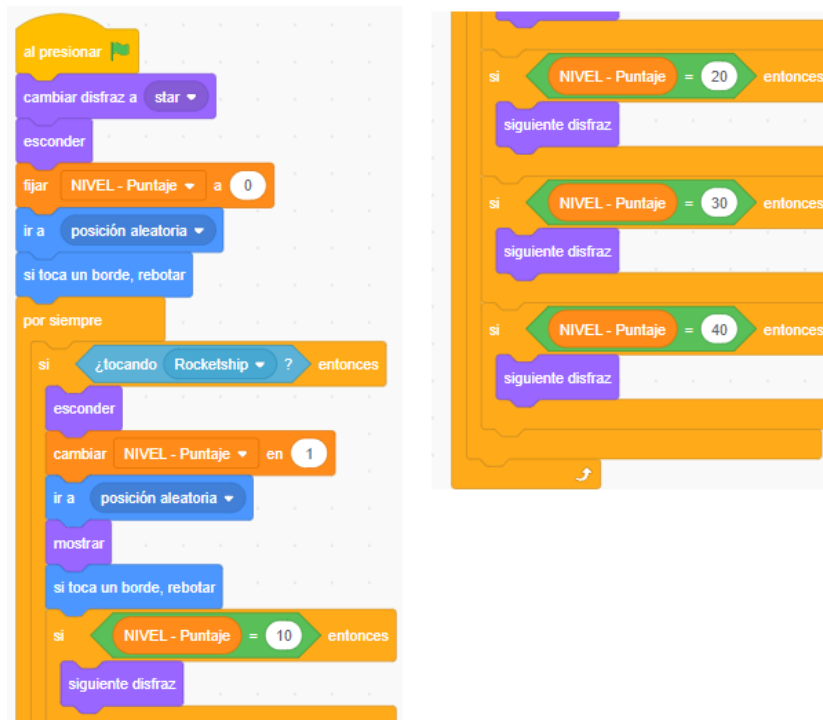 al presionar
cambiar disfraz a star
esconder
fijar NIVEL - Puntaje a 0
ir a posición aleatoria
si toca un borde, rebotar
por siempre
si ¿tocando Rocketship ? entonces
esconder
cambiar NIVEL - Puntaje en 1
ir a posición aleatoria
mostrar
si toca un borde, rebotar
si NIVEL - Puntaje = 10 entonces
siguiente disfraz
siguiente disfraz
si NIVEL - Puntaje = 20 entonces
siguiente disfraz
si NIVEL - Puntaje = 30 entonces
siguiente disfraz
si NIVEL - Puntaje = 40 entonces
siguiente disfraz